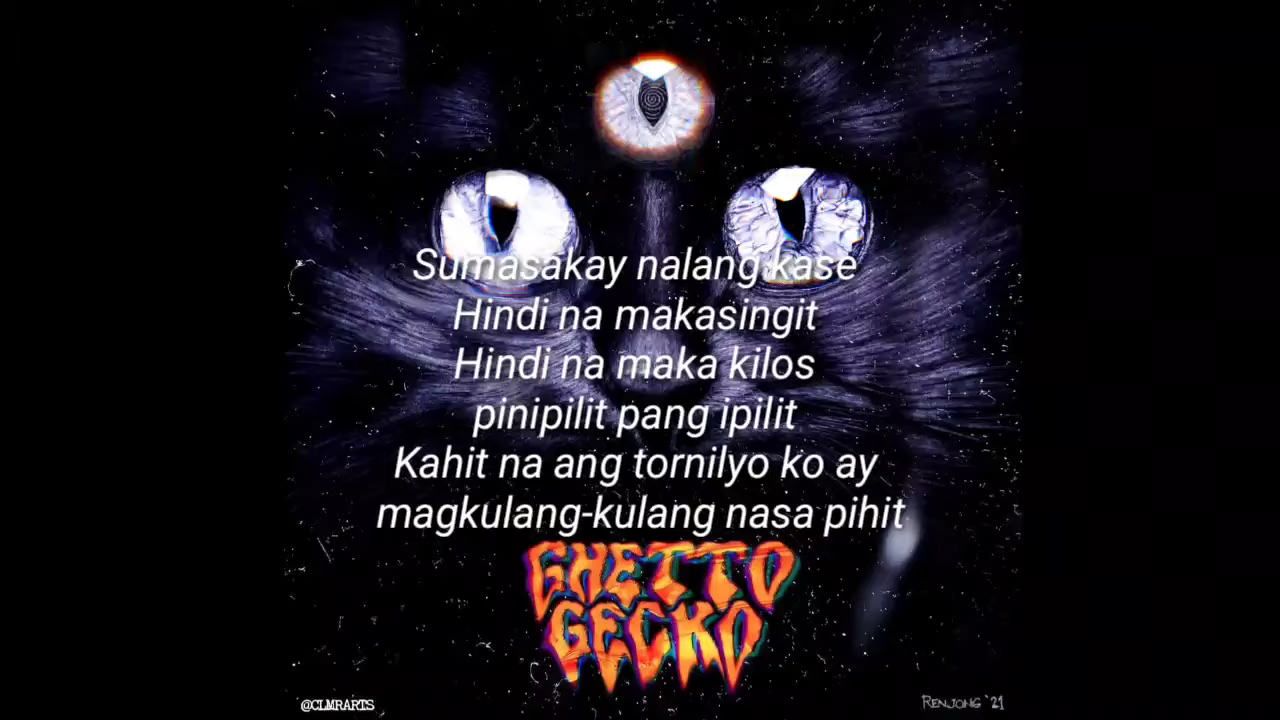 Sumasakay nalang kase
Hindi na makasingit
Hindi na maka kilos
pinipilit pang ipilit
Kahit na ang tornilyo ko ay
magkulang-kulang nasa pihit
GHETTO
GECKO
@CLMRARTS
RENJONG '21